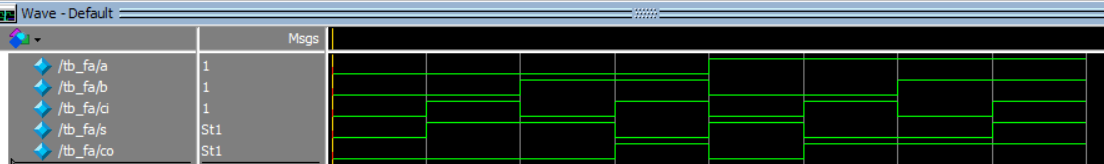 Wave - Default
Msgs
/tb_fa/a 1
/tb_fa/b 1
/tb_fa/ci 1
/tb_fa/s St1
/tb_fa/co St1